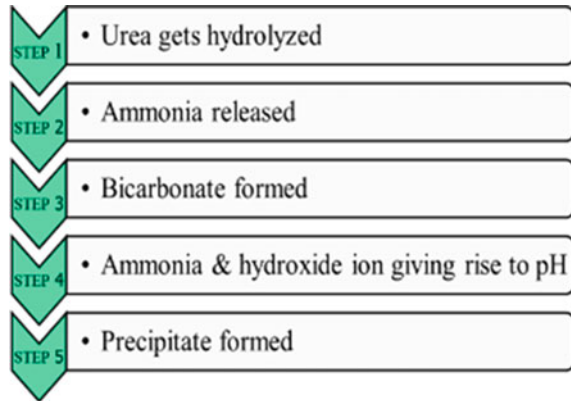 STEP 1
• Urea gets hydrolyzed
STEP 2
• Ammonia released
STEP 3
• Bicarbonate formed
STEP 4
• Ammonia & hydroxide ion giving rise to pH
STEP 5
• Precipitate formed